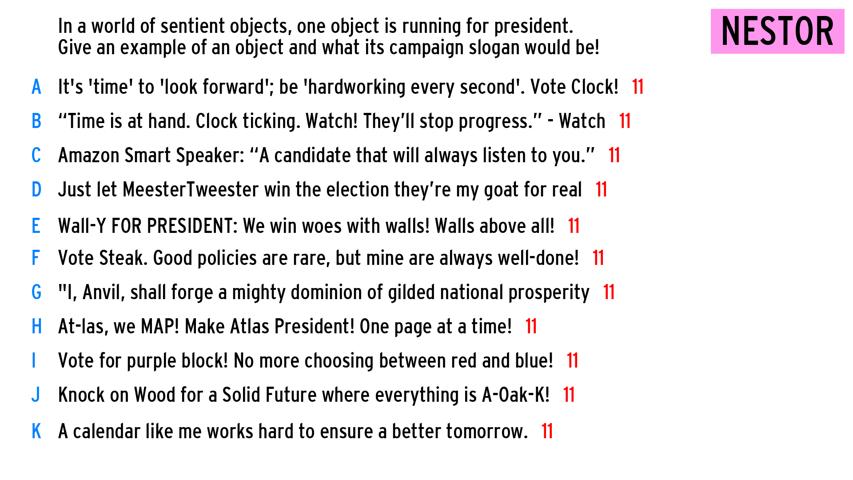 In a world of sentient objects, one object is running for president.
Give an example of an object and what its campaign slogan would be!
NESTOR
A It's 'time' to 'look forward'; be 'hardworking every second'. Vote Clock! 11
B “Time is at hand. Clock ticking. Watch! They’ll stop progress.” - Watch 11
C Amazon Smart Speaker: “A candidate that will always listen to you.” 11
D Just let MeesterTweester win the election they’re my goat for real 11
E Wall-Y FOR PRESIDENT: We win woes with walls! Walls above all! 11
F Vote Steak. Good policies are rare, but mine are always well-done! 11
G "I, Anvil, shall forge a mighty dominion of gilded national prosperity 11
H At-las, we MAP! Make Atlas President! One page at a time! 11
I Vote for purple block! No more choosing between red and blue! 11
J Knock on Wood for a Solid Future where everything is A-Oak-K! 11
K A calendar like me works hard to ensure a better tomorrow. 11